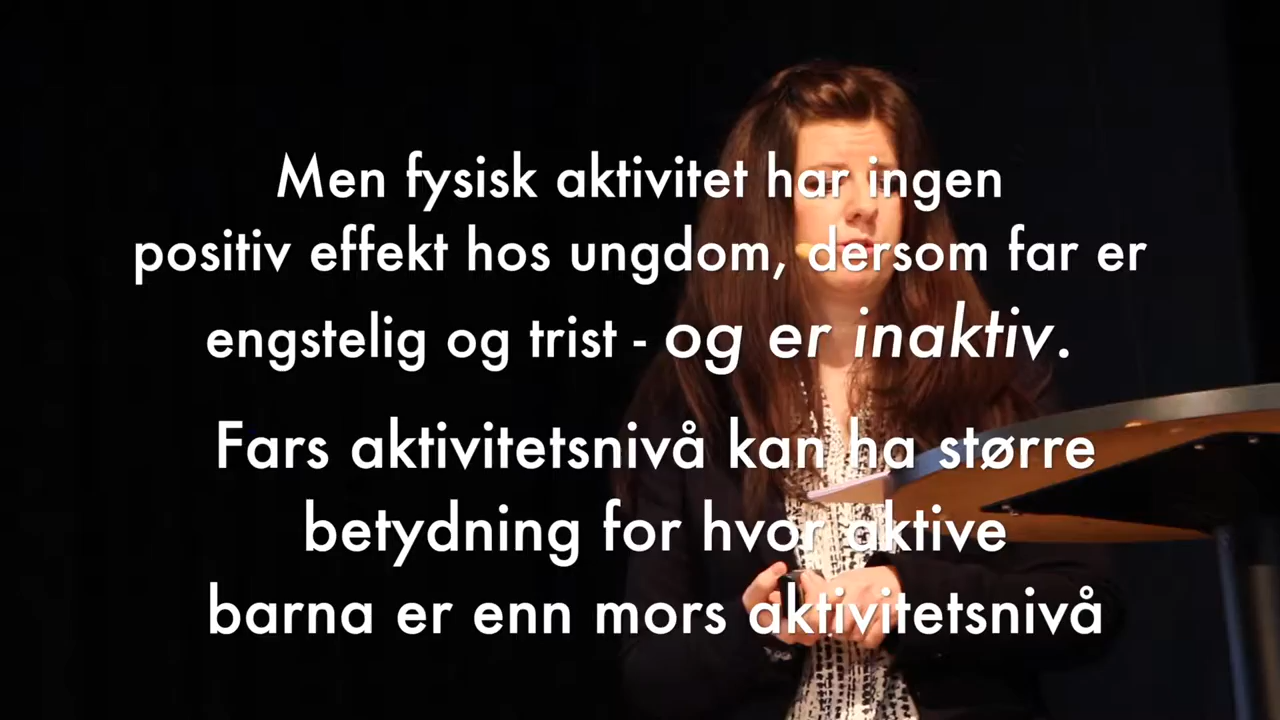 Men fysisk aktivitet har ingen
positiv effekt hos ungdom, dersom far er
engstelig og trist - og er inaktiv.
Fars aktivitetsnivå kan ha større
betydning for hvor aktive
barna er enn mors aktivitetsnivå